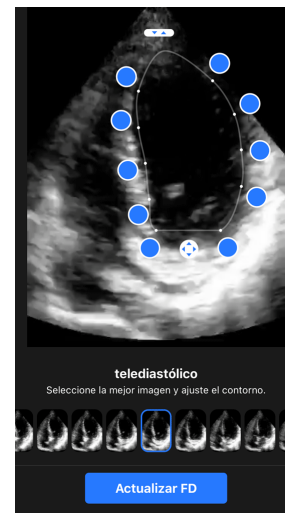 telediastólico
Seleccione la mejor imagen y ajuste el contorno.
Actualizar FD